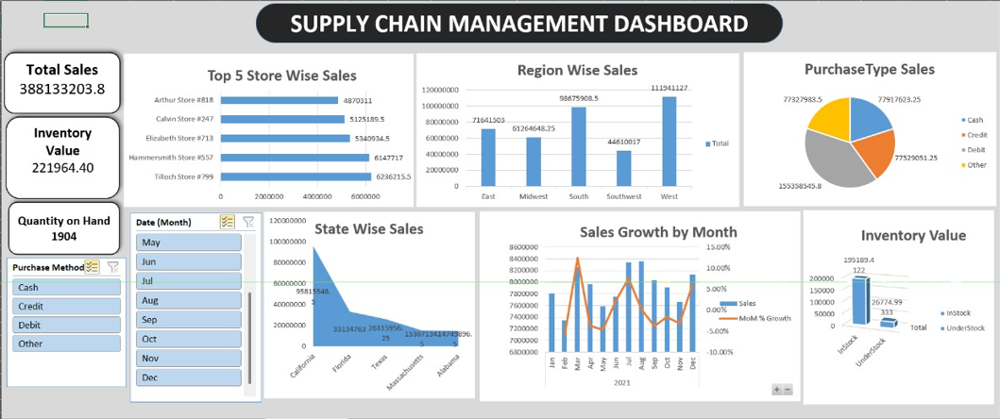 SUPPLY CHAIN MANAGEMENT DASHBOARD
Total Sales
388133203.8
Inventory
Value
221964.40
Quantity on Hand
1904
Purchase Method
Cash
Credit
Debit
Other
Top 5 Store Wise Sales
Arthur Store #818
4870311
Calvin Store #247
5125189.5
Elizabeth Store #713
5340934.5
Hammersmith Store #557
6147717
Tilloch Store #799
6236215.5
0
2000000
4000000
6000000
Region Wise Sales
120000000
100000000
80000000
60000000
40000000
20000000
0
71641503
61264648.25
98675908.5
44610017
111941127
East
Midwest
South
Southwest
West
Total
PurchaseType Sales
77327983.5
77917623.25
77529051.25
155358545.8
Cash
Credit
Debit
Other
Date (Month)
May
Jun
Jul
Aug
Sep
Oct
Nov
Dec
State Wise Sales
120000000
100000000
80000000
60000000
40000000
20000000
0
95815548.
5
33134763
26315956.
25
California
Florida
Texas
Massachusetts
Alabama
Sales Growth by Month
8600000
8400000
8200000
8000000
7800000
7600000
7400000
7200000
7000000
6800000
15.00%
10.00%
5.00%
0.00%
-5.00%
-10.00%
Jan
Feb
Mar
Apr
May
Jun
Jul
Aug
Sep
Oct
Nov
Dec
2021
Sales
MoM % Growth
Inventory Value
195189.4
122
26774.99
333
200000
150000
100000
50000
0
InStock
UnderStock
Total
InStock
UnderStock